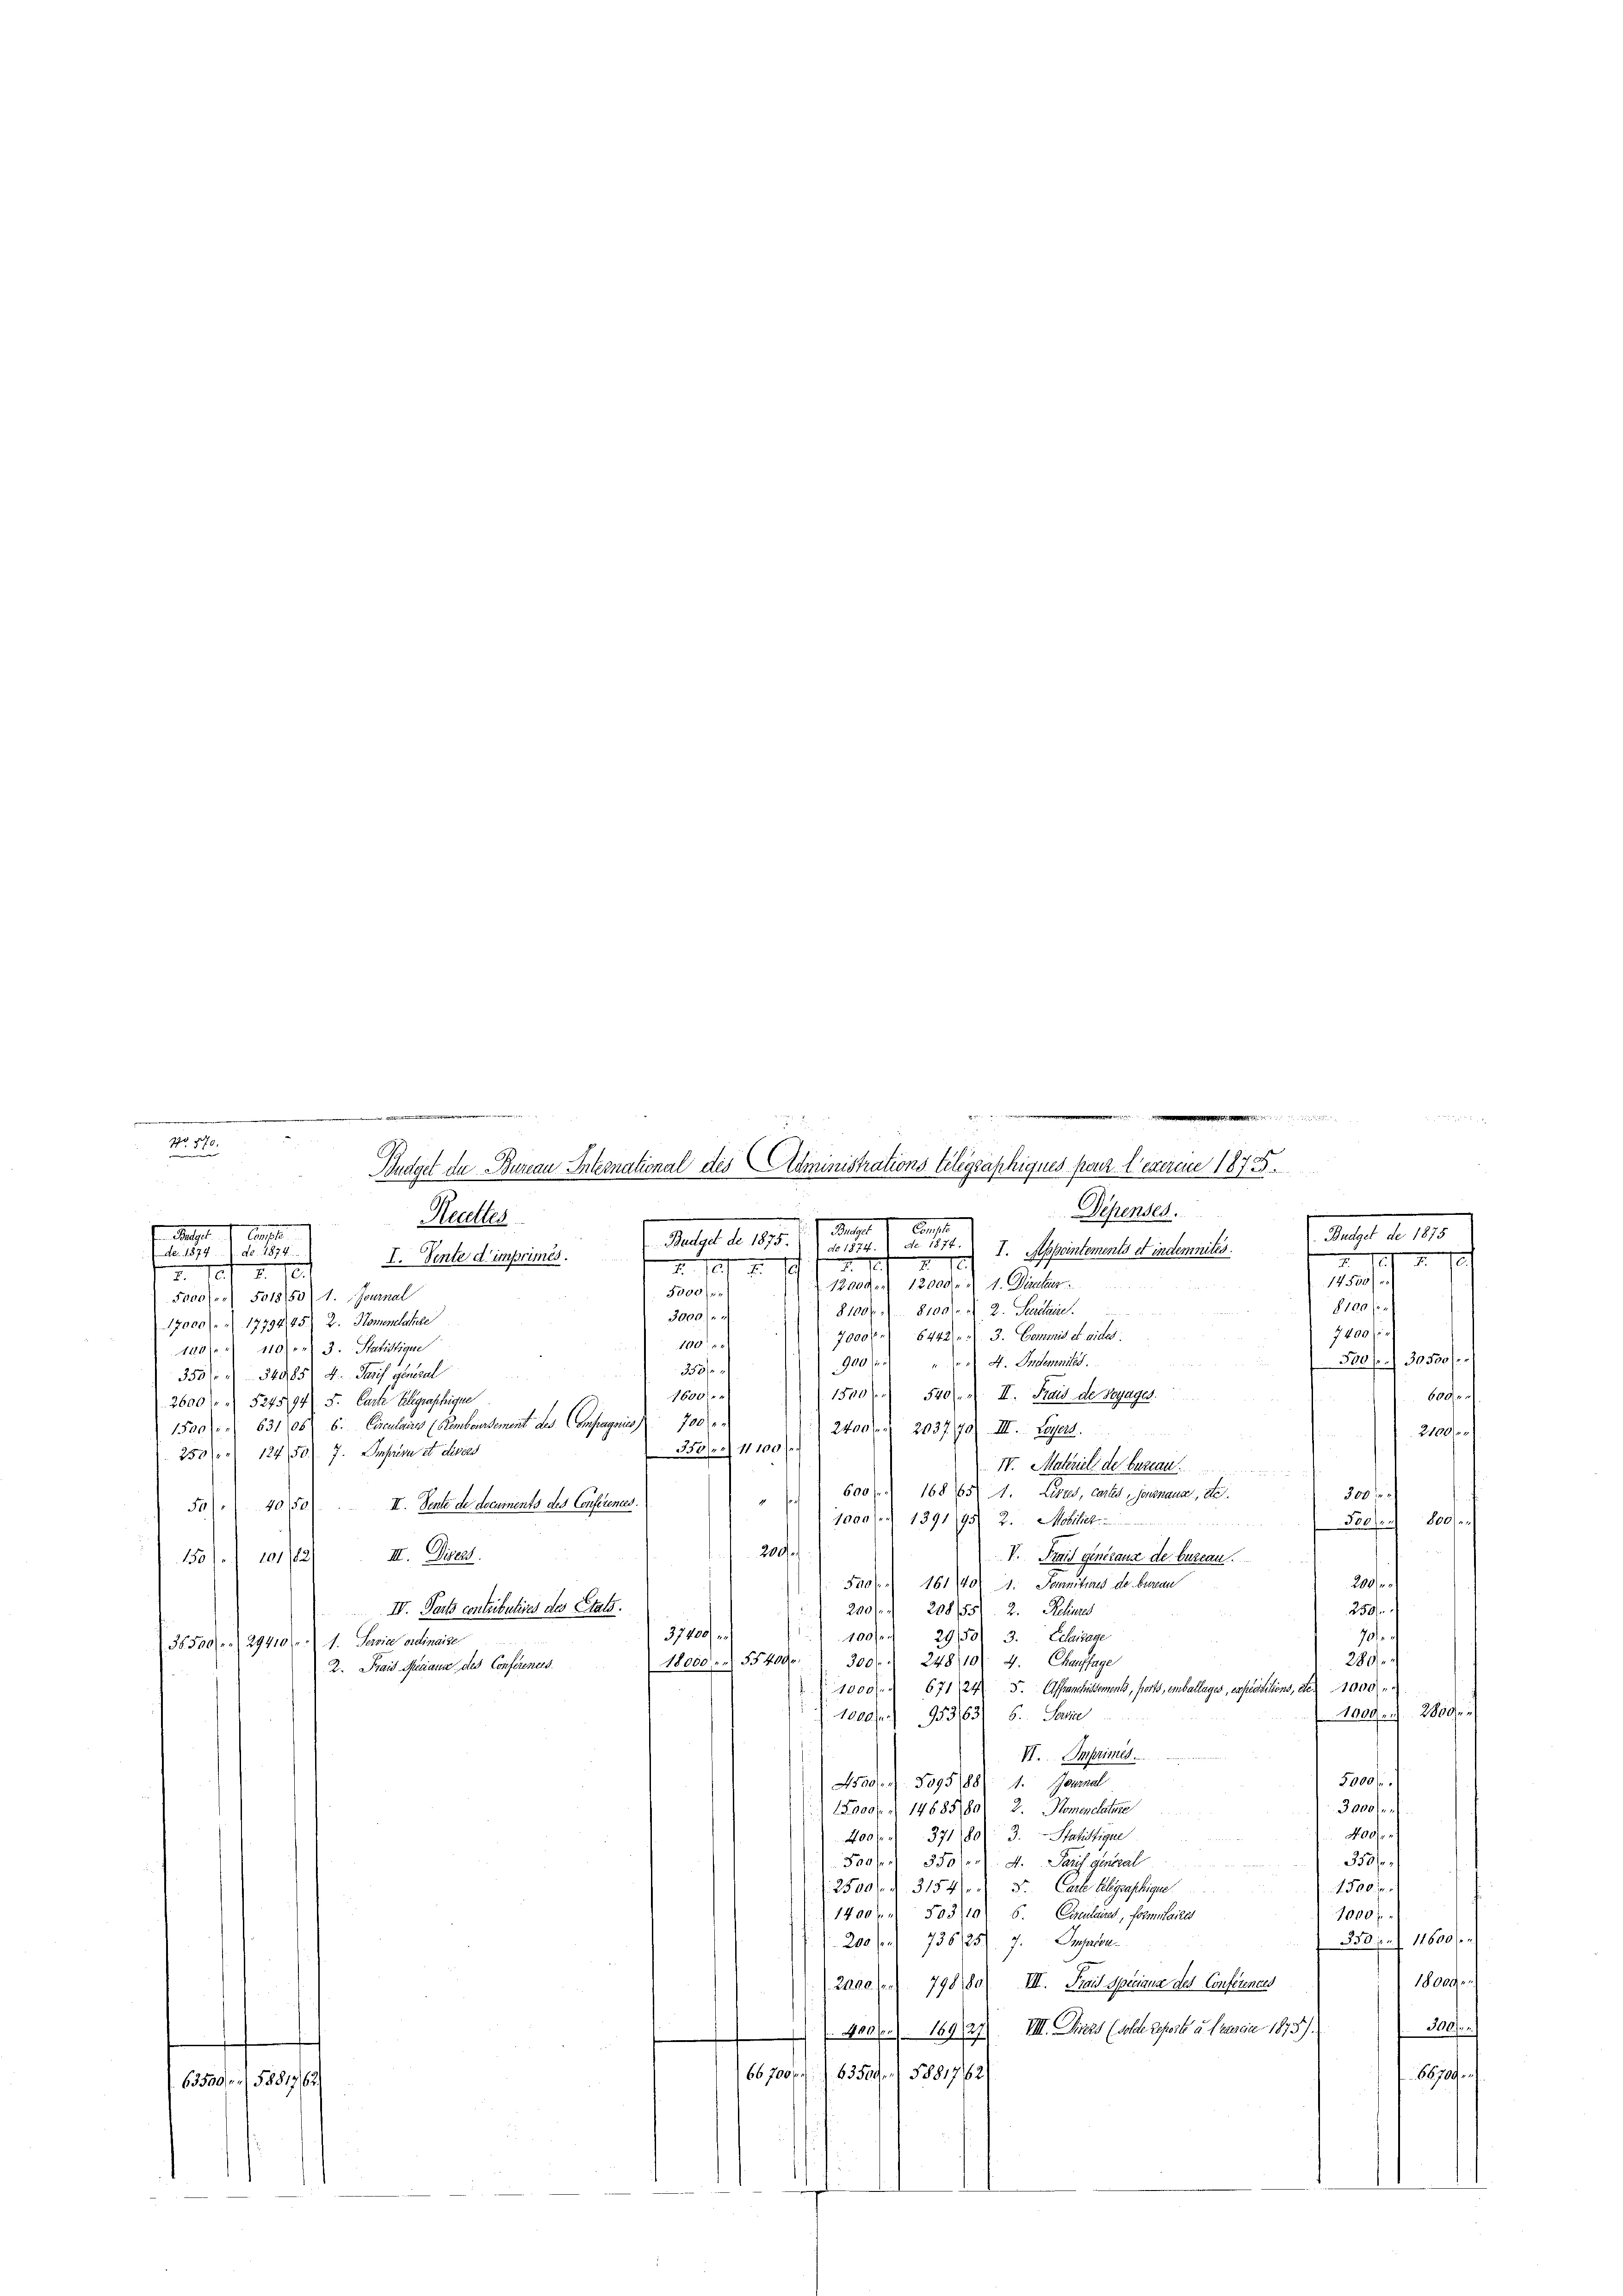 No. 570.
Budget du Bureau International des Administrations télégraphiques pour l'exercice 1875.
Recettes
Budget de 1874 Compte de 1874 Budget de 1875.
F. C. F. C. F. C. F. C.
I. Vente d'imprimés.
5000 " 5018 50 1. Journal 5000 "
17000 " 17794 45 2. Nomenclature 3000 "
100 " 110 " 3. Statistique 100 "
350 " 340 85 4. Tarif général 350 "
2600 " 5245 94 5. Carte télégraphique 1600 "
1500 " 631 06 6. Circulaires (Remboursement des Compagnies) 700 "
250 " 124 50 7. Imprévu et divers 350 " 11100 "
50 " 40 50 II. Vente de documents des Conférences. " "
150 " 101 82 III. Divers. 200 "
IV. Parts contributives des Etats.
36500 " 29410 " 1. Service ordinaire 37400 "
2. Frais spéciaux des Conférences 18000 " 55400 "
63500 " 58817 62 66700 "
Dépenses.
Budget de 1874. Compte de 1874. Budget de 1875
F. C. F. C. F. C. F. C.
I. Appointements et indemnités.
12000 " 12000 " 1. Directeur. 14500 "
8100 " 8100 " 2. Secrétaire. 8100 "
7000 " 6442 " 3. Commis et aides. 7400 "
900 " " " 4. Indemnités. 500 " 30500 "
1500 " 540 " II. Frais de voyages. 600 "
2400 " 2037 70 III. Loyers. 2100 "
IV. Matériel de bureau.
600 " 168 65 1. Livres, cartes, journaux, etc. 300 "
1000 " 1391 95 2. Mobilier 500 " 800 "
V. Frais généraux de bureau.
500 " 161 40 1. Fournitures de bureau 200 "
200 " 208 55 2. Reliures 250 "
100 " 29 50 3. Eclairage 70 "
300 " 248 10 4. Chauffage 280 "
1000 " 671 24 5. Affranchissements, ports, emballages, expéditions, etc. 1000 "
1000 " 953 63 6. Service 1000 " 2800 "
VI. Imprimés.
4500 " 5095 88 1. Journal 5000 "
15000 " 14685 80 2. Nomenclature 3000 "
400 " 371 80 3. Statistique 400 "
500 " 350 " 4. Tarif général 350 "
2500 " 3154 " 5. Carte télégraphique 1500 "
1400 " 503 10 6. Circulaires, formulaires 1000 "
200 " 736 25 7. Imprévu 350 " 11600 "
2000 " 798 80 VII. Frais spéciaux des Conférences 18000 "
400 " 169 27 VIII. Divers (solde reporté à l'exercice 1875). 300 "
63500 " 58817 62 66700 "